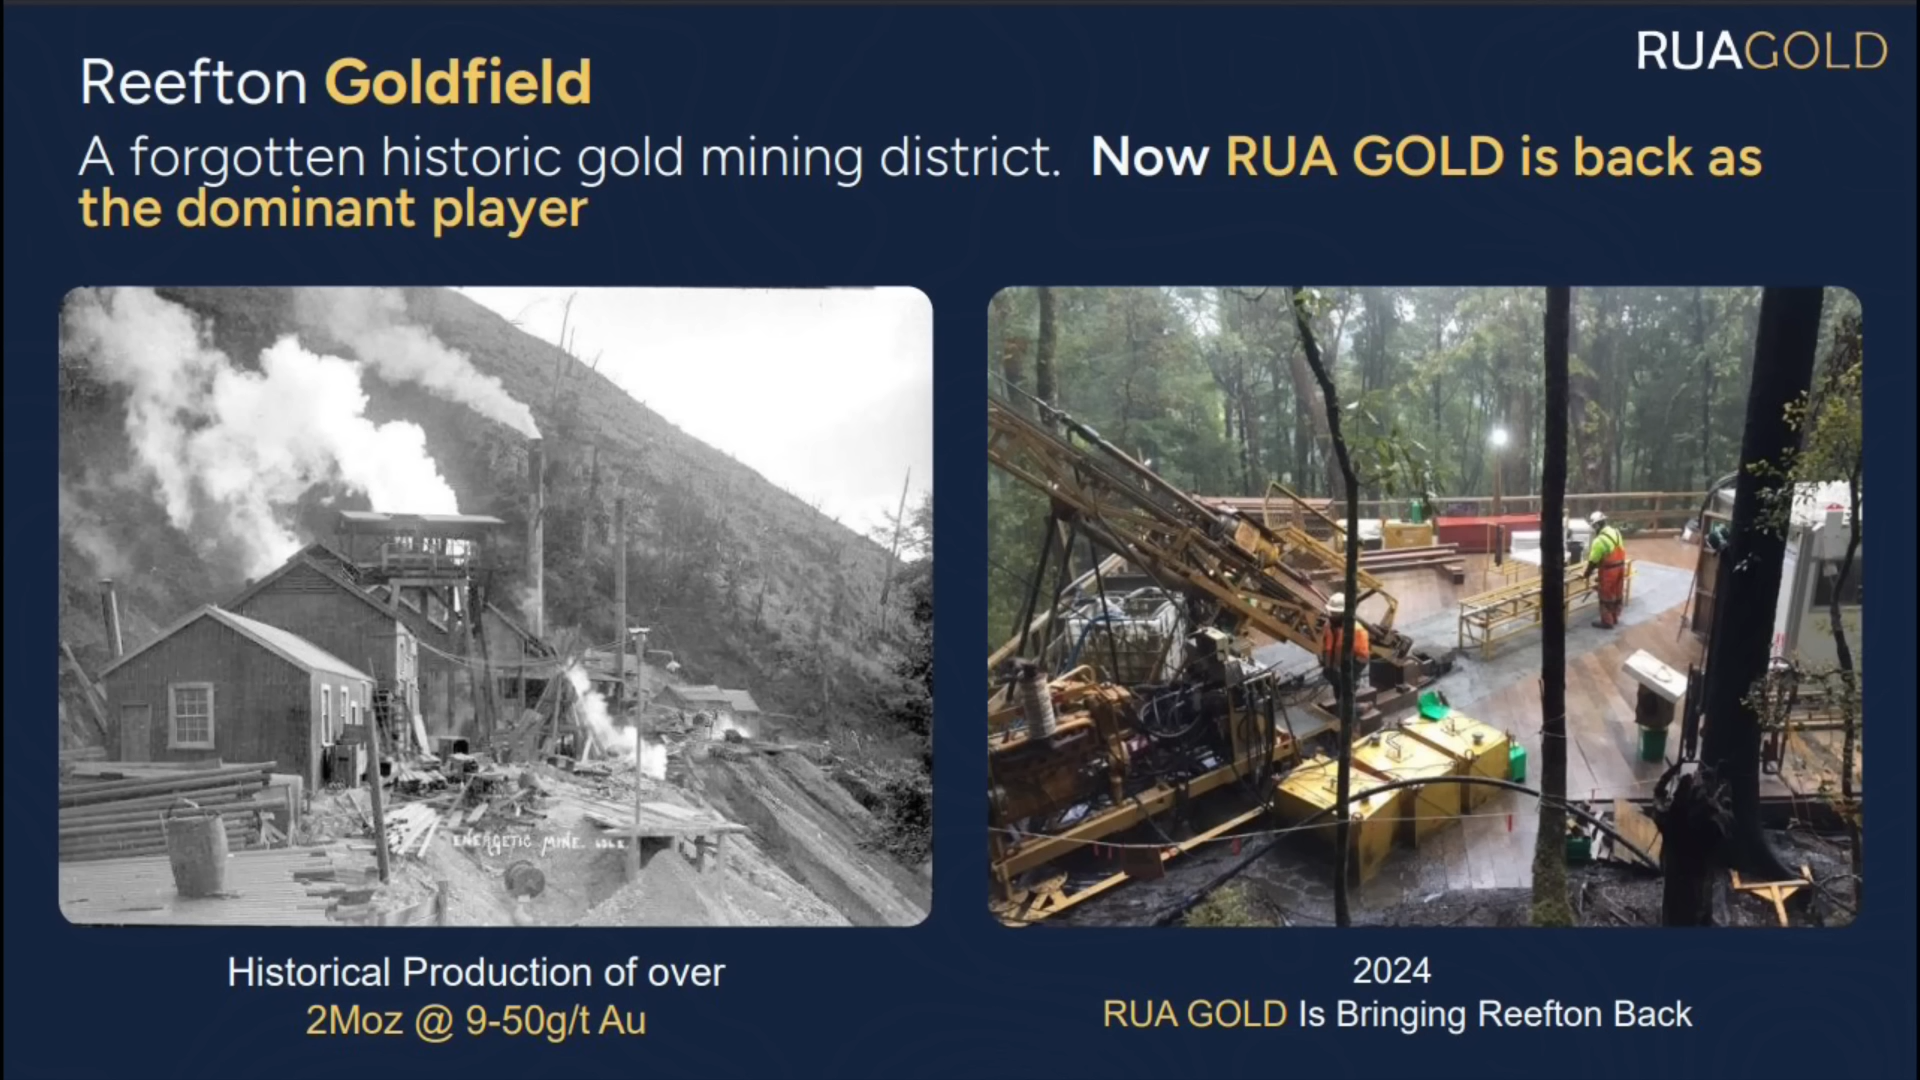 RUAGOLD
Reefton Goldfield
A forgotten historic gold mining district. Now RUA GOLD is back as
the dominant player
ENERGETIC MINE.
Historical Production of over
2Moz @ 9-50g/t Au
2024
RUA GOLD Is Bringing Reefton Back